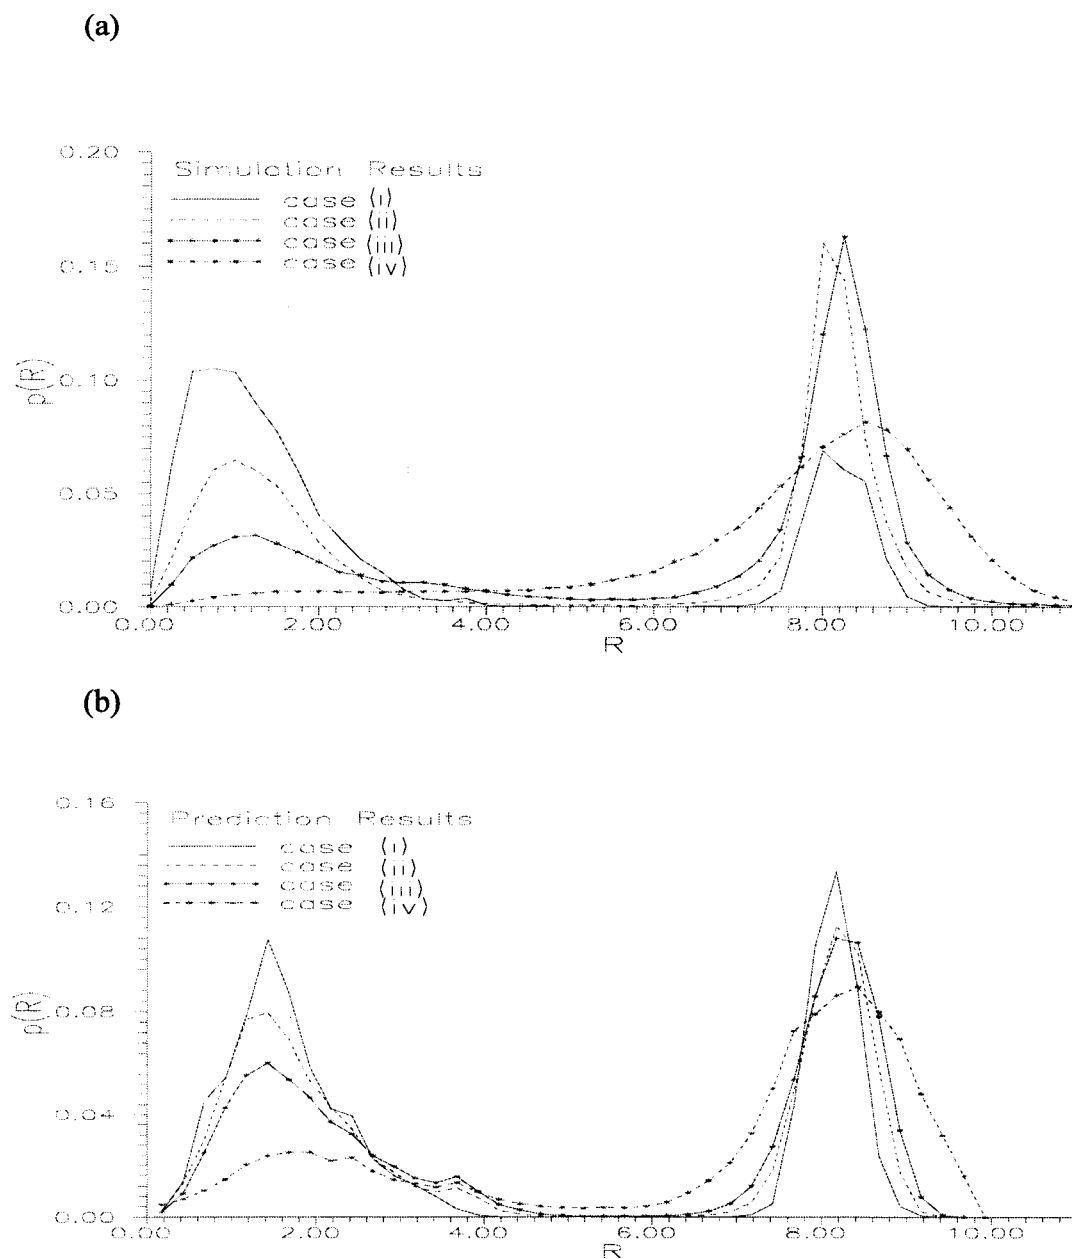 (a)
0.20
Simulation Results
case (i)
case (ii)
case (iii)
case (iv)
0.15
0.10
p(R)
0.05
0.00
0.00 2.00 4.00 6.00 8.00 10.00
R
(b)
0.16
Prediction Results
case (i)
case (ii)
case (iii)
case (iv)
0.12
0.08
p(R)
0.04
0.00
0.00 2.00 4.00 6.00 8.00 10.00
R